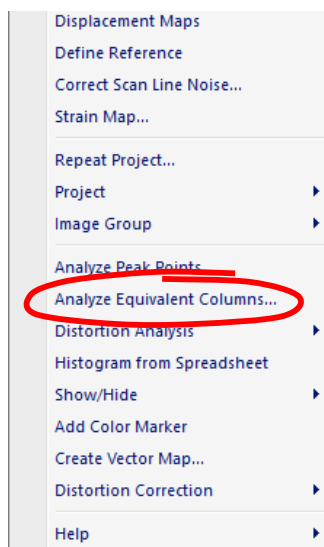 Displacement Maps
Define Reference
Correct Scan Line Noise...
Strain Map...
Repeat Project...
Project
Image Group
Analyze Peak Points
Analyze Equivalent Columns...
Distortion Analysis
Histogram from Spreadsheet
Show/Hide
Add Color Marker
Create Vector Map...
Distortion Correction
Help